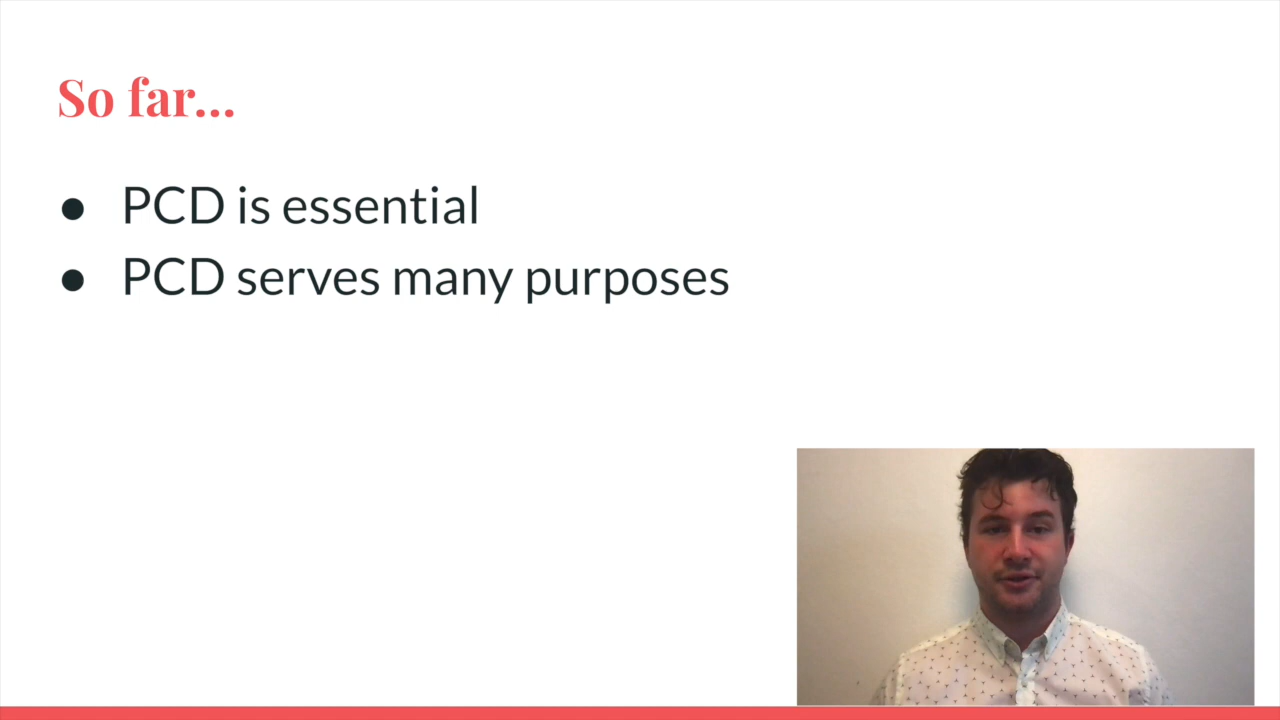 So far...
● PCD is essential
● PCD serves many purposes